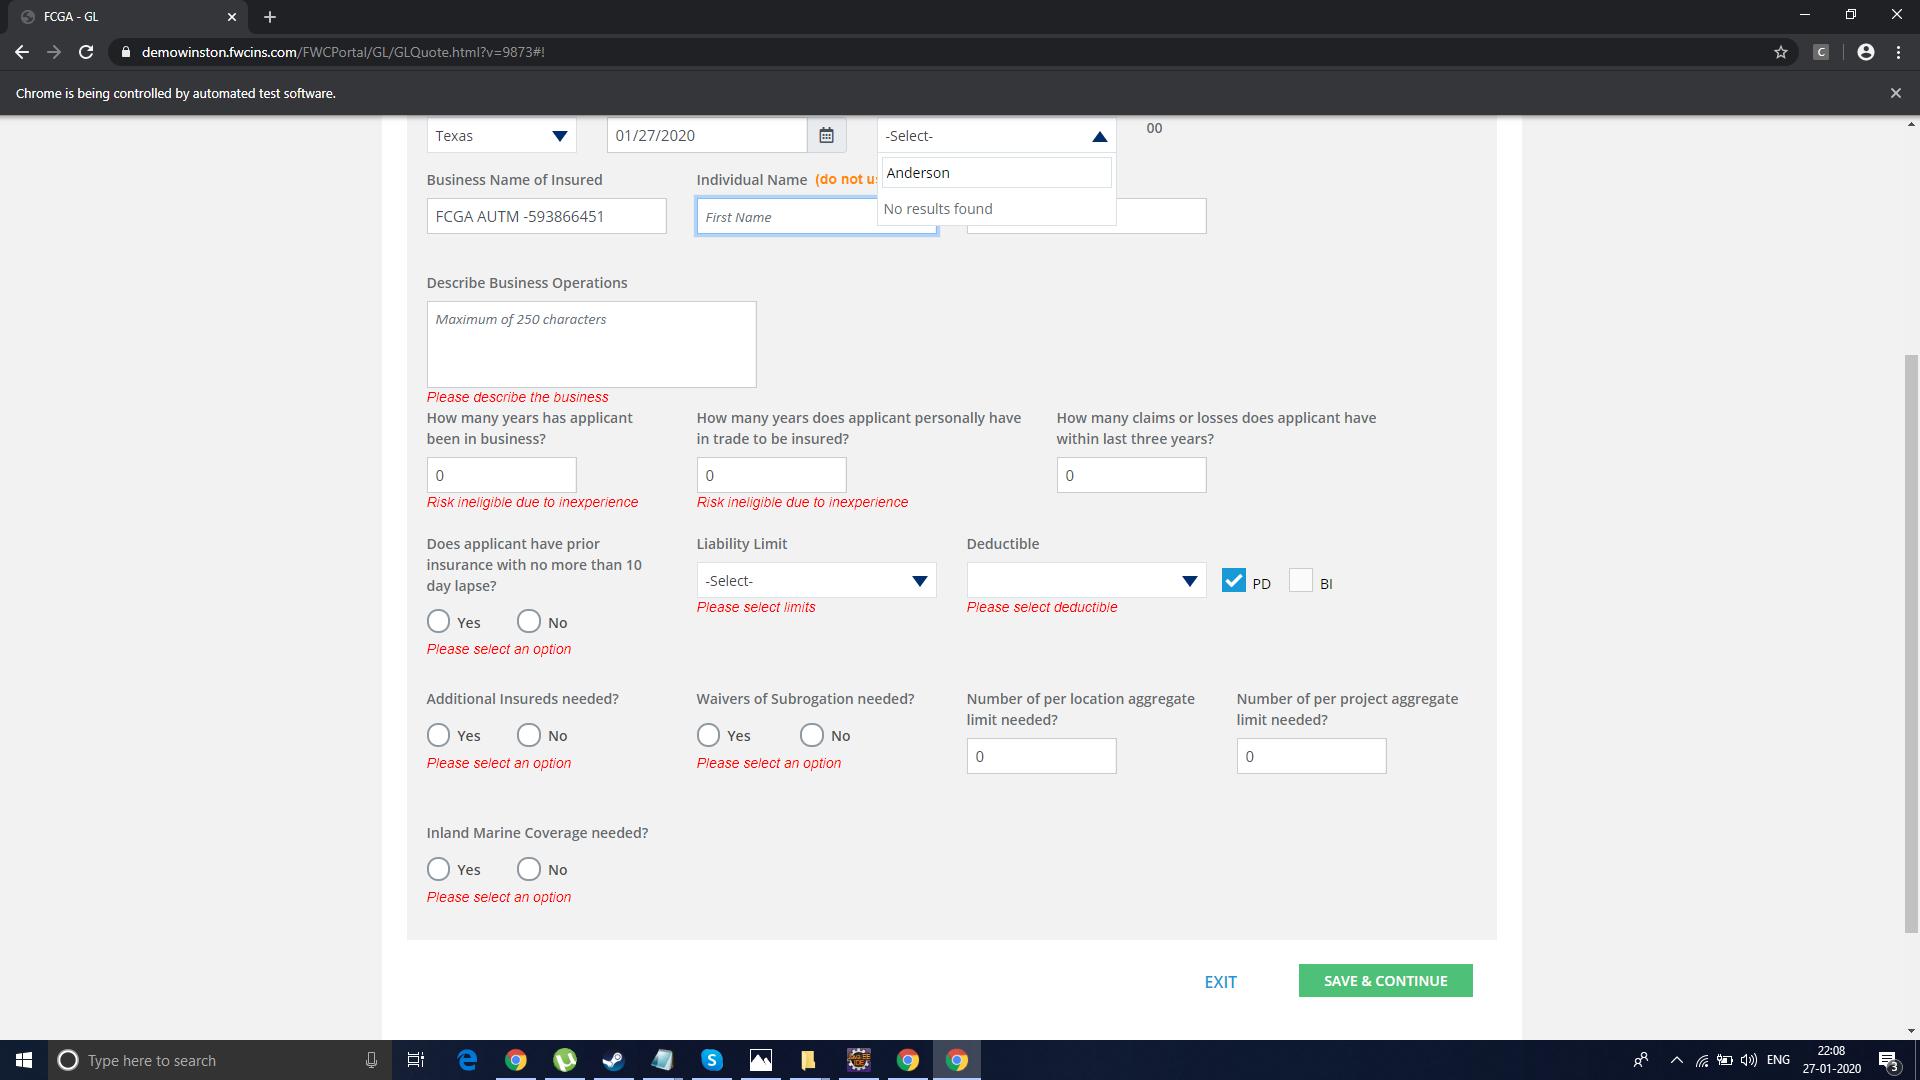 FCGA - GL
demowinston.fwcins.com/FWCPortal/GL/GLQuote.html?v=9873#!
C
Chrome is being controlled by automated test software.
Texas
01/27/2020
-Select-
00
Anderson
No results found
Business Name of Insured
Individual Name (do not us
FCGA AUTM -593866451
First Name
Describe Business Operations
Maximum of 250 characters
Please describe the business
How many years has applicant
been in business?
How many years does applicant personally have
in trade to be insured?
How many claims or losses does applicant have
within last three years?
0
0
0
Risk ineligible due to inexperience
Risk ineligible due to inexperience
Does applicant have prior
insurance with no more than 10
day lapse?
Liability Limit
Deductible
-Select-
PD
BI
Please select limits
Please select deductible
Yes
No
Please select an option
Additional Insureds needed?
Waivers of Subrogation needed?
Number of per location aggregate
limit needed?
Number of per project aggregate
limit needed?
Yes
No
Yes
No
0
0
Please select an option
Please select an option
Inland Marine Coverage needed?
Yes
No
Please select an option
EXIT
SAVE & CONTINUE
Type here to search
ENG
22:08
27-01-2020
3